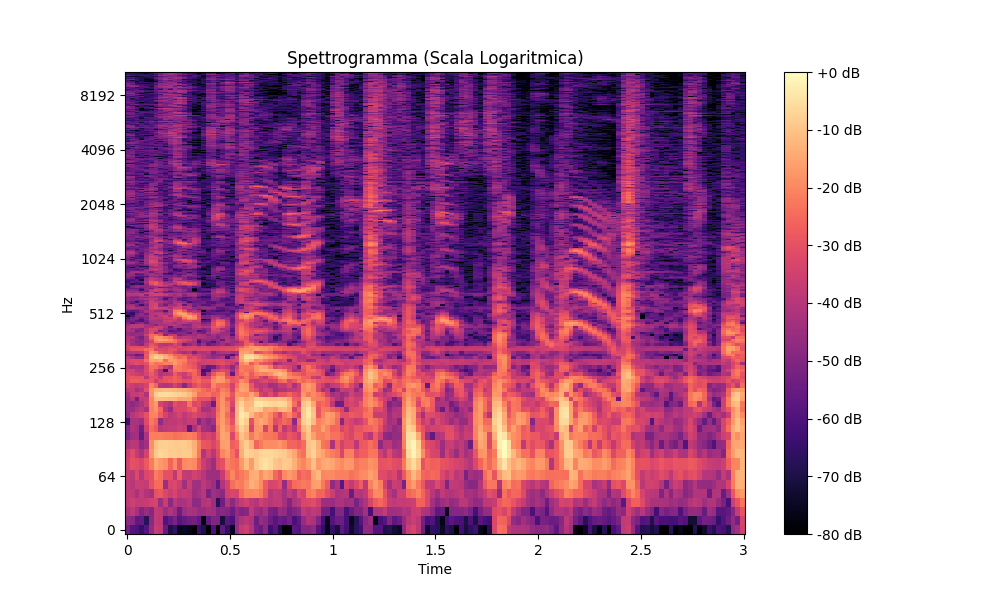 Spettrogramma (Scala Logaritmica)
Hz
8192
4096
2048
1024
512
256
128
64
0
0
0.5
1
1.5
2
2.5
3
Time
+0 dB
-10 dB
-20 dB
-30 dB
-40 dB
-50 dB
-60 dB
-70 dB
-80 dB